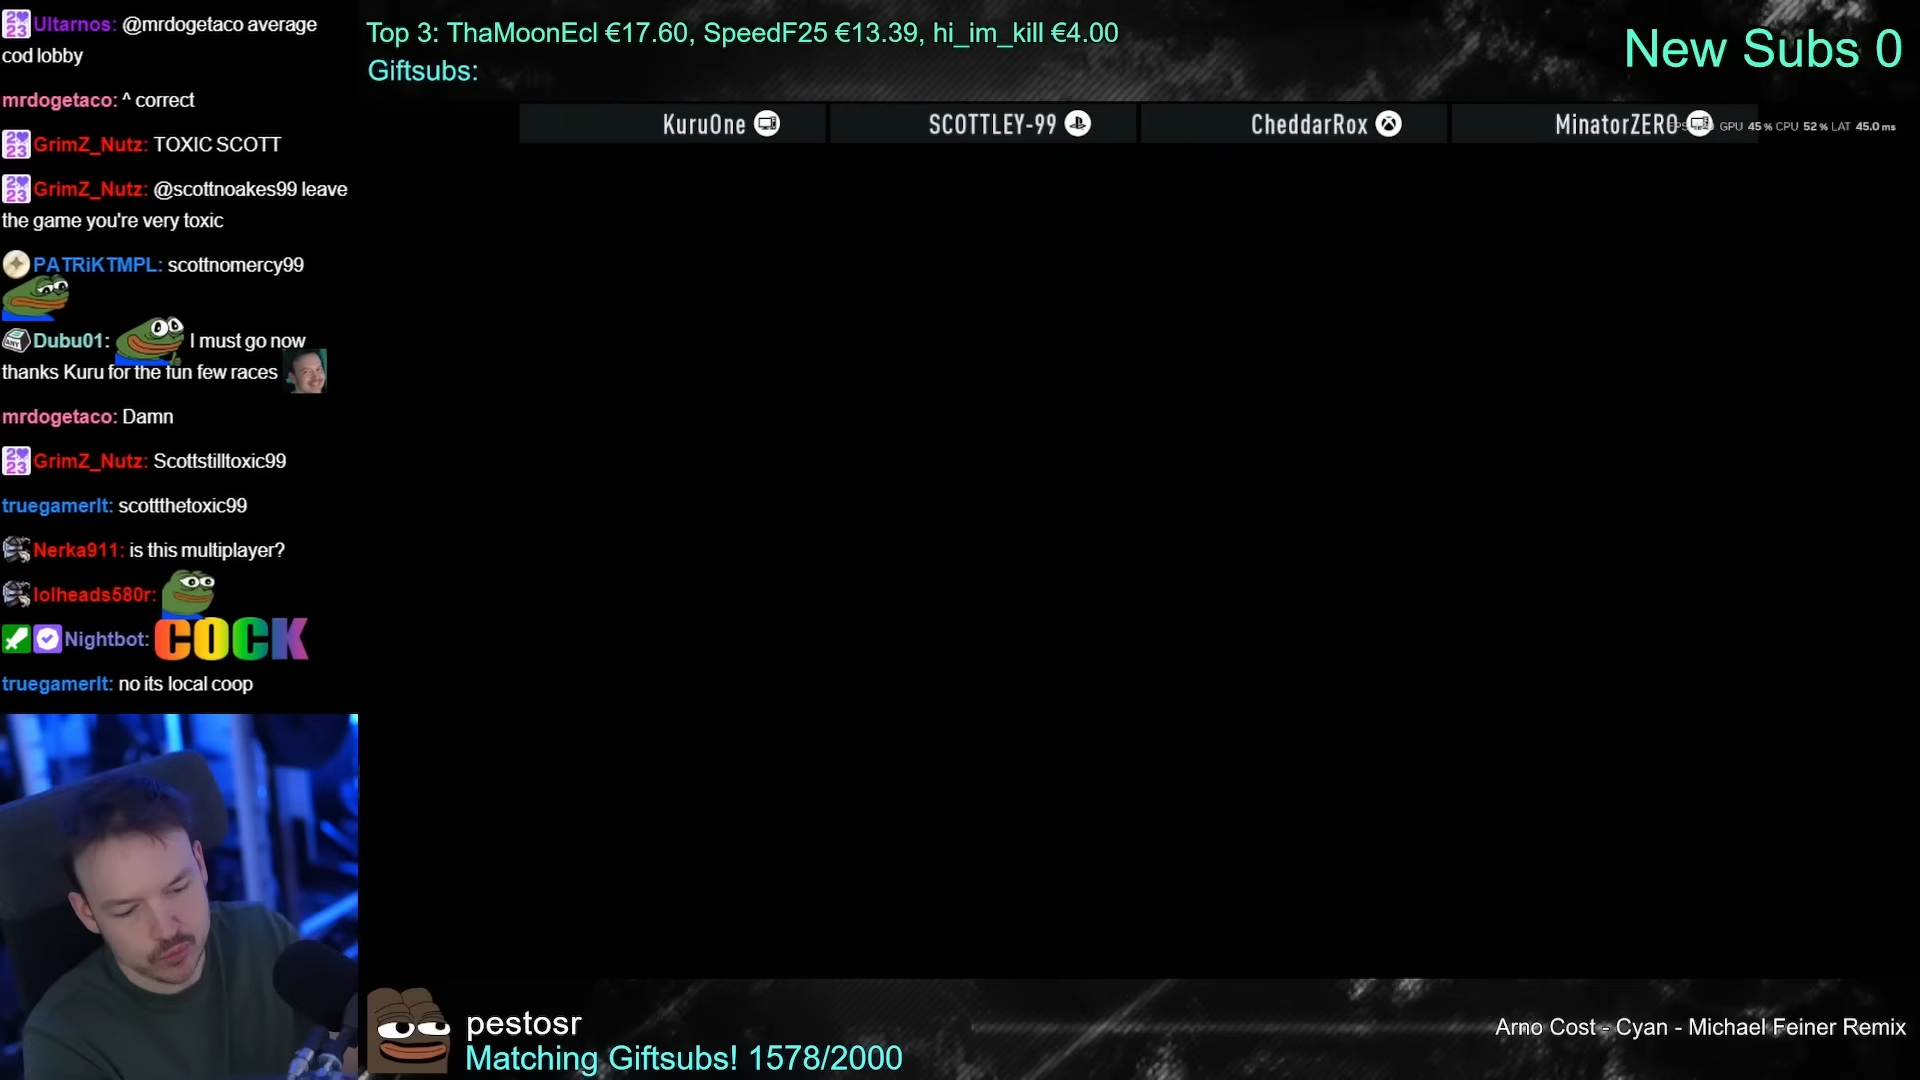 Ultarnos: @mrdogetaco average
cod lobby
mrdogetaco: ^ correct
GrimZ_Nutz: TOXIC SCOTT
GrimZ_Nutz: @scottnoakes99 leave
the game you're very toxic
PATRiKTMPL: scottnomercy99
Dubu01: I must go now
thanks Kuru for the fun few races
mrdogetaco: Damn
GrimZ_Nutz: Scottstilltoxic99
truegamerlt: scottthetoxic99
Nerka911: is this multiplayer?
lolheads580r:
Nightbot: COCK
truegamerlt: no its local coop
Top 3: ThaMoonEcl €17.60, SpeedF25 €13.39, hi_im_kill €4.00
Giftsubs:
New Subs 0
KuruOne SCOTTLEY-99 CheddarRox MinatorZERO
GPU 45 % CPU 52 % LAT 45.0 ms
pestosr
Matching Giftsubs! 1578/2000
Arno Cost - Cyan - Michael Feiner Remix